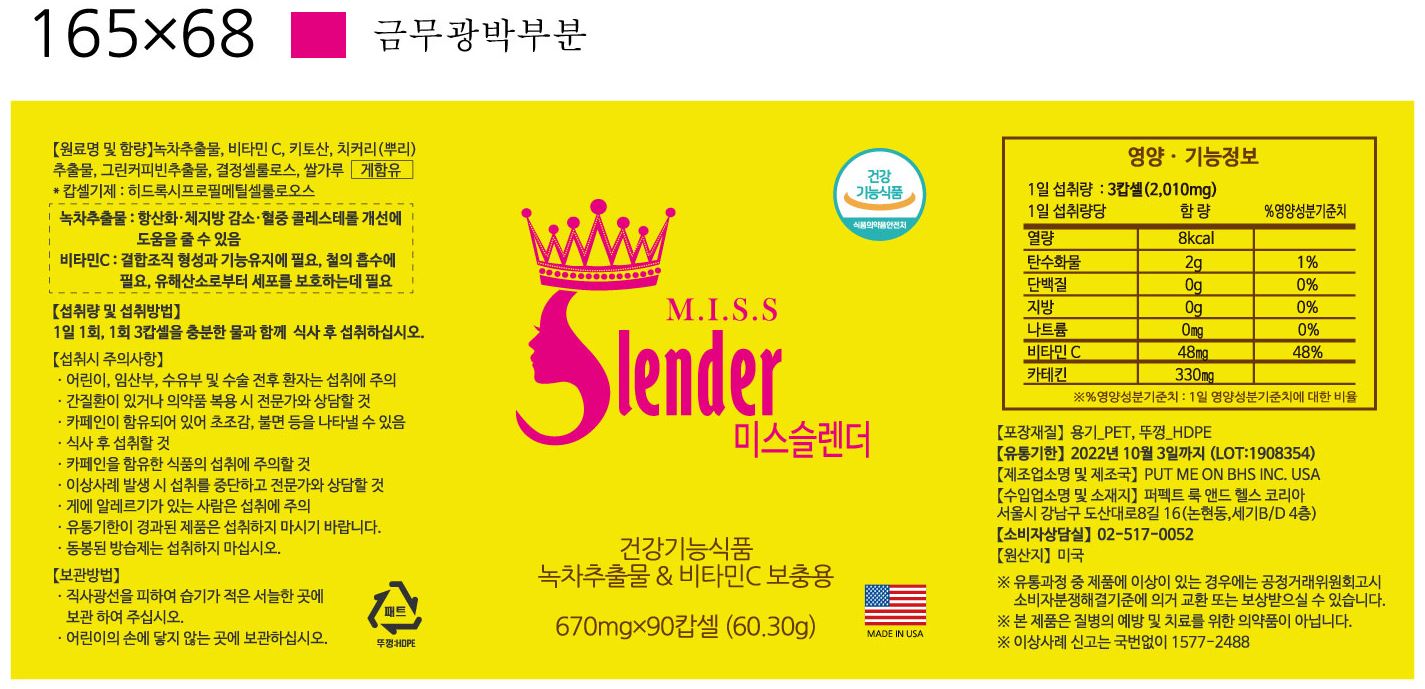 165×68
금무광박부분
【원료명 및 함량】녹차추출물, 비타민 C, 키토산, 치커리(뿌리)
추출물, 그린커피빈추출물, 결정셀룰로스, 쌀가루 게함유
* 캅셀기제 : 히드록시프로필메틸셀룰로오스
녹차추출물 : 항산화·체지방 감소·혈중 콜레스테롤 개선에
도움을 줄 수 있음
비타민C : 결합조직 형성과 기능유지에 필요, 철의 흡수에
필요, 유해산소로부터 세포를 보호하는데 필요
【섭취량 및 섭취방법】
1일 1회, 1회 3캅셀을 충분한 물과 함께 식사 후 섭취하십시오.
【섭취시 주의사항】
· 어린이, 임산부, 수유부 및 수술 전후 환자는 섭취에 주의
· 간질환이 있거나 의약품 복용 시 전문가와 상담할 것
· 카페인이 함유되어 있어 초조감, 불면 등을 나타낼 수 있음
· 식사 후 섭취할 것
· 카페인을 함유한 식품의 섭취에 주의할 것
· 이상사례 발생 시 섭취를 중단하고 전문가와 상담할 것
· 게에 알레르기가 있는 사람은 섭취에 주의
· 유통기한이 경과된 제품은 섭취하지 마시기 바랍니다.
· 동봉된 방습제는 섭취하지 마십시오.
【보관방법】
· 직사광선을 피하여 습기가 적은 서늘한 곳에
보관 하여 주십시오.
· 어린이의 손에 닿지 않는 곳에 보관하십시오.
페트
뚜껑:HDPE
M.I.S.S
Slender
미스슬렌더
건강기능식품
녹차추출물 & 비타민C 보충용
670mg×90캅셀 (60.30g)
건강
기능식품
식품의약품안전처
MADE IN USA
영양 · 기능정보
1일 섭취량 : 3캅셀(2,010mg)
1일 섭취량당 함 량 %영양성분기준치
열량 8kcal
탄수화물 2g 1%
단백질 0g 0%
지방 0g 0%
나트륨 0㎎ 0%
비타민 C 48㎎ 48%
카테킨 330㎎
※%영양성분기준치 : 1일 영양성분기준치에 대한 비율
【포장재질】 용기_PET, 뚜껑_HDPE
【유통기한】 2022년 10월 3일까지 (LOT:1908354)
【제조업소명 및 제조국】 PUT ME ON BHS INC. USA
【수입업소명 및 소재지】 퍼펙트 룩 앤드 헬스 코리아
서울시 강남구 도산대로8길 16(논현동,세기B/D 4층)
【소비자상담실】 02-517-0052
【원산지】 미국
※ 유통과정 중 제품에 이상이 있는 경우에는 공정거래위원회고시
소비자분쟁해결기준에 의거 교환 또는 보상받으실 수 있습니다.
※ 본 제품은 질병의 예방 및 치료를 위한 의약품이 아닙니다.
※ 이상사례 신고는 국번없이 1577-2488